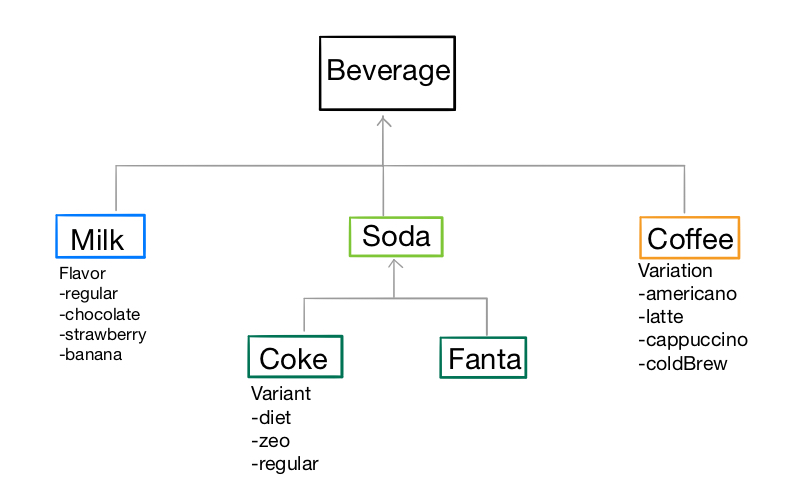 Beverage
Milk
Soda
Coffee
Flavor
-regular
-chocolate
-strawberry
-banana
Variation
-americano
-latte
-cappuccino
-coldBrew
Coke
Fanta
Variant
-diet
-zeo
-regular